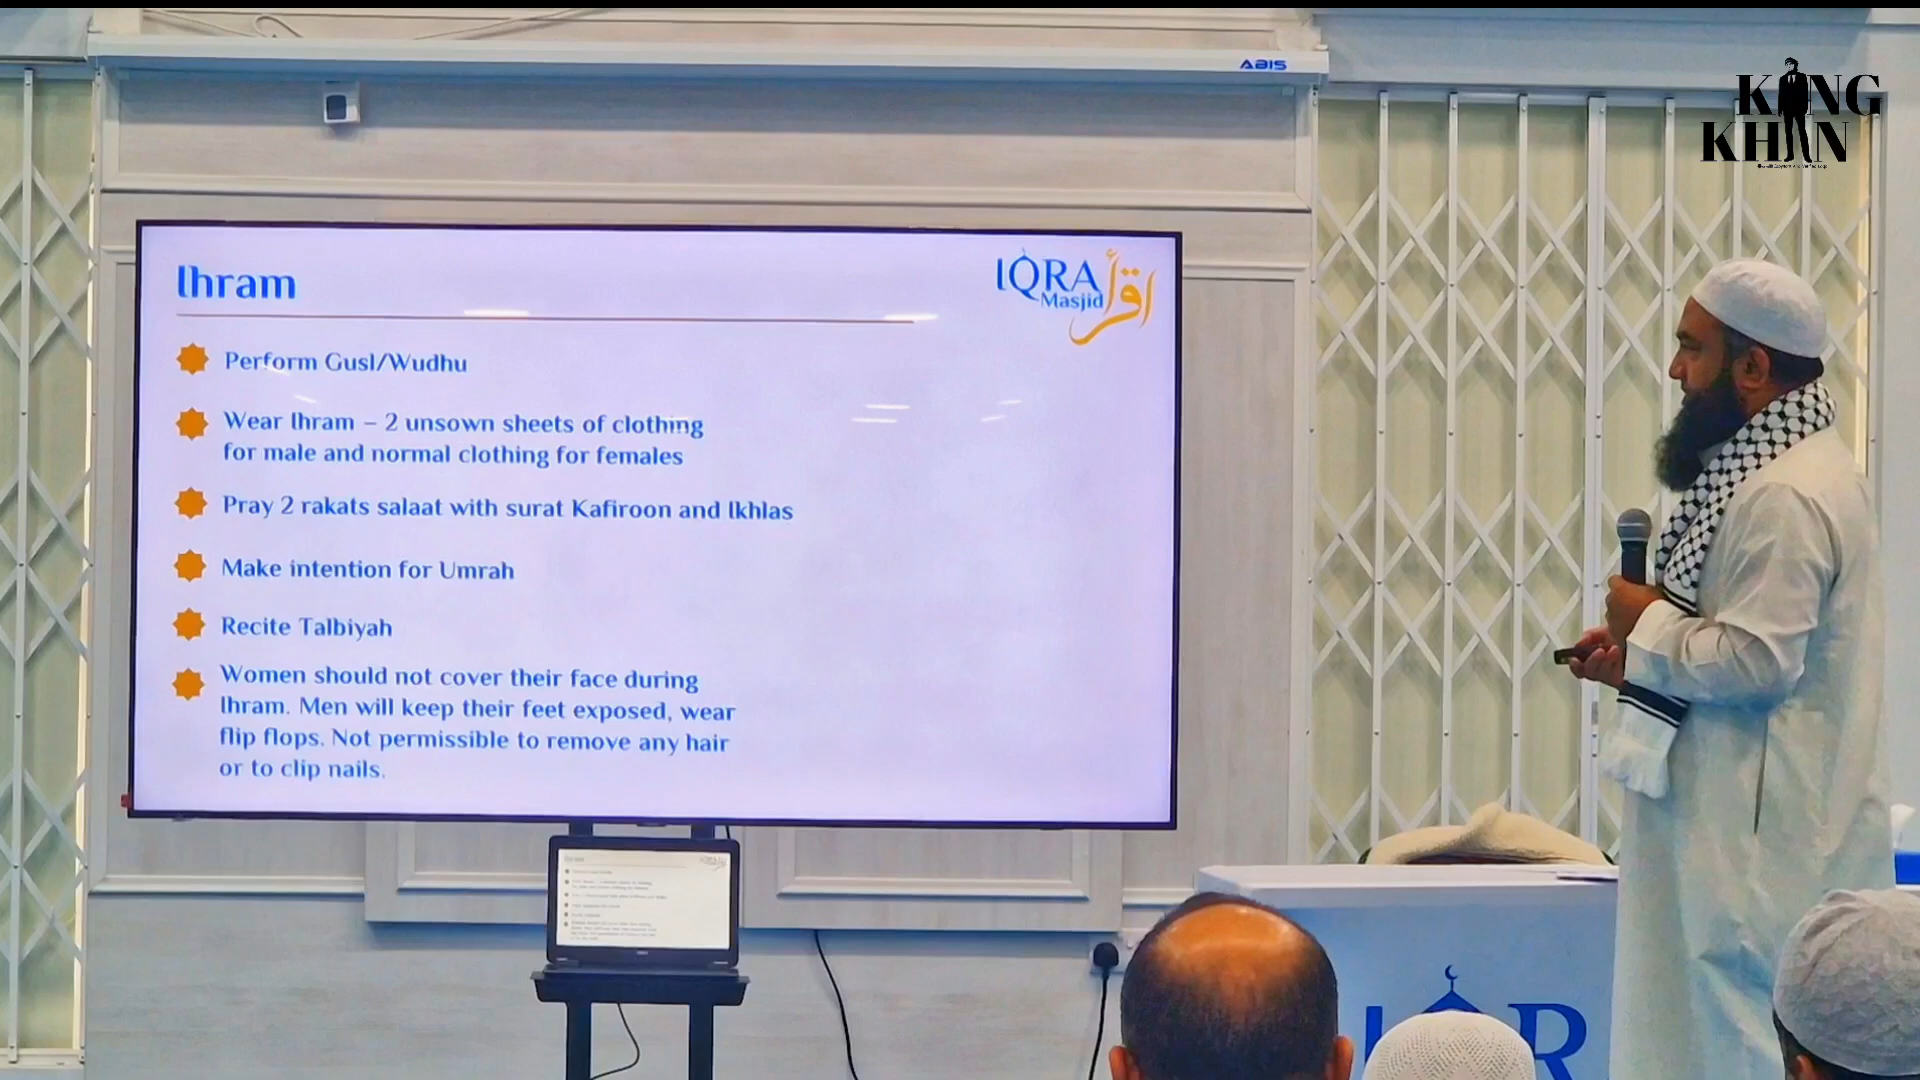 ABIS
KING
KHAN
Ihram
IQRA
Masjid
اقرأ
Perform Gusl/Wudhu
Wear Ihram – 2 unsown sheets of clothing
for male and normal clothing for females
Pray 2 rakats salaat with surat Kafiroon and Ikhlas
Make intention for Umrah
Recite Talbiyah
Women should not cover their face during
Ihram. Men will keep their feet exposed, wear
flip flops. Not permissible to remove any hair
or to clip nails.